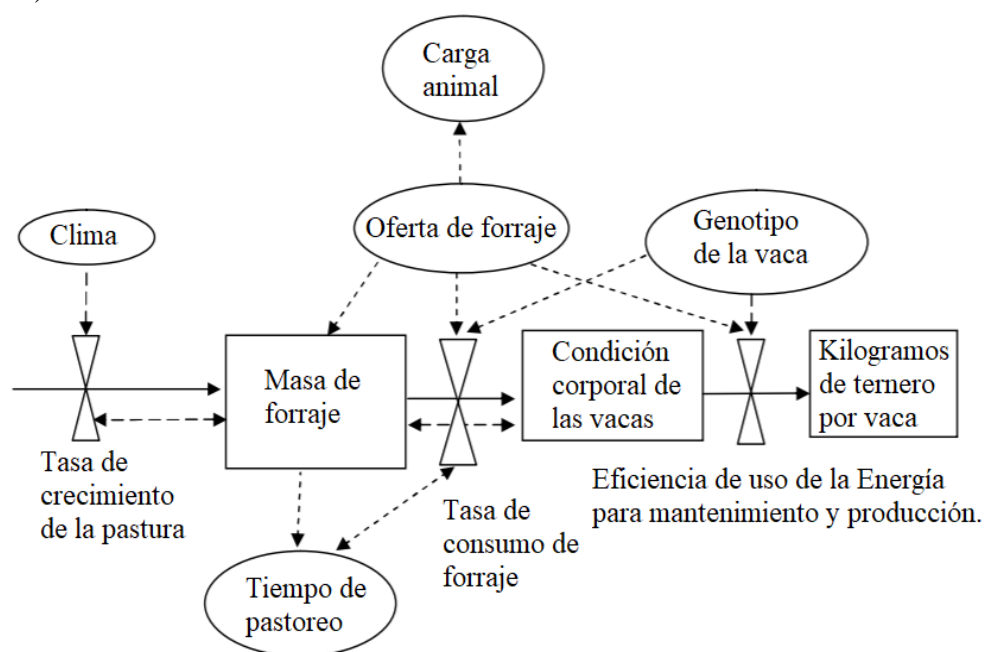 Carga
animal
Oferta de forraje
Genotipo
de la vaca
Clima
Masa de
forraje
Condición
corporal de
las vacas
Kilogramos
de ternero
por vaca
Tasa de
crecimiento
de la pastura
Tasa de
consumo de
forraje
Eficiencia de uso de la Energía
para mantenimiento y producción.
Tiempo de
pastoreo